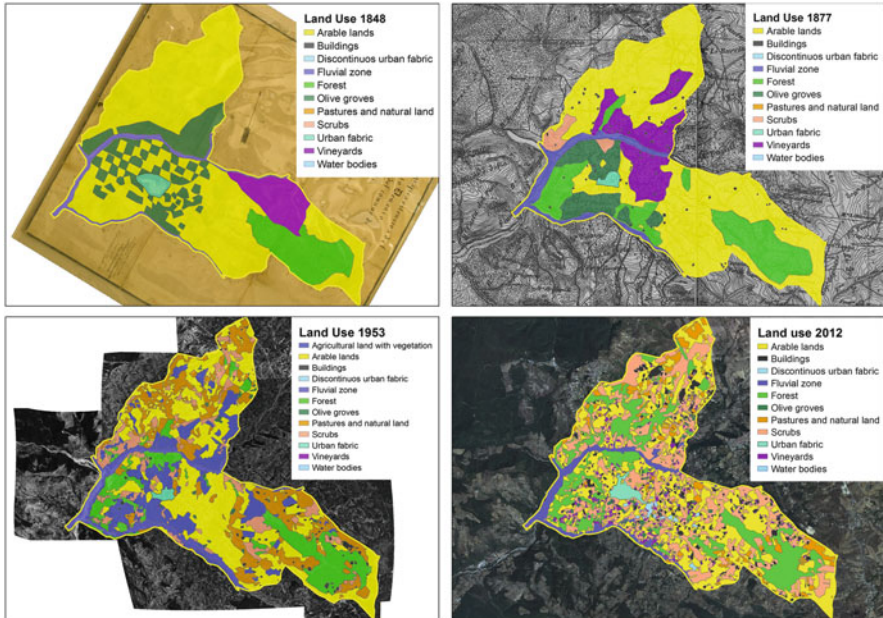 Land Use 1848
Arable lands
Buildings
Discontinuos urban fabric
Fluvial zone
Forest
Olive groves
Pastures and natural land
Scrubs
Urban fabric
Vineyards
Water bodies
Land Use 1877
Arable lands
Buildings
Discontinuos urban fabric
Fluvial zone
Forest
Olive groves
Pastures and natural land
Scrubs
Urban fabric
Vineyards
Water bodies
Land Use 1953
Agricultural land with vegetation
Arable lands
Buildings
Discontinuos urban fabric
Fluvial zone
Forest
Olive groves
Pastures and natural land
Scrubs
Urban fabric
Vineyards
Water bodies
Land use 2012
Arable lands
Buildings
Discontinuos urban fabric
Fluvial zone
Forest
Olive groves
Pastures and natural land
Scrubs
Urban fabric
Vineyards
Water bodies